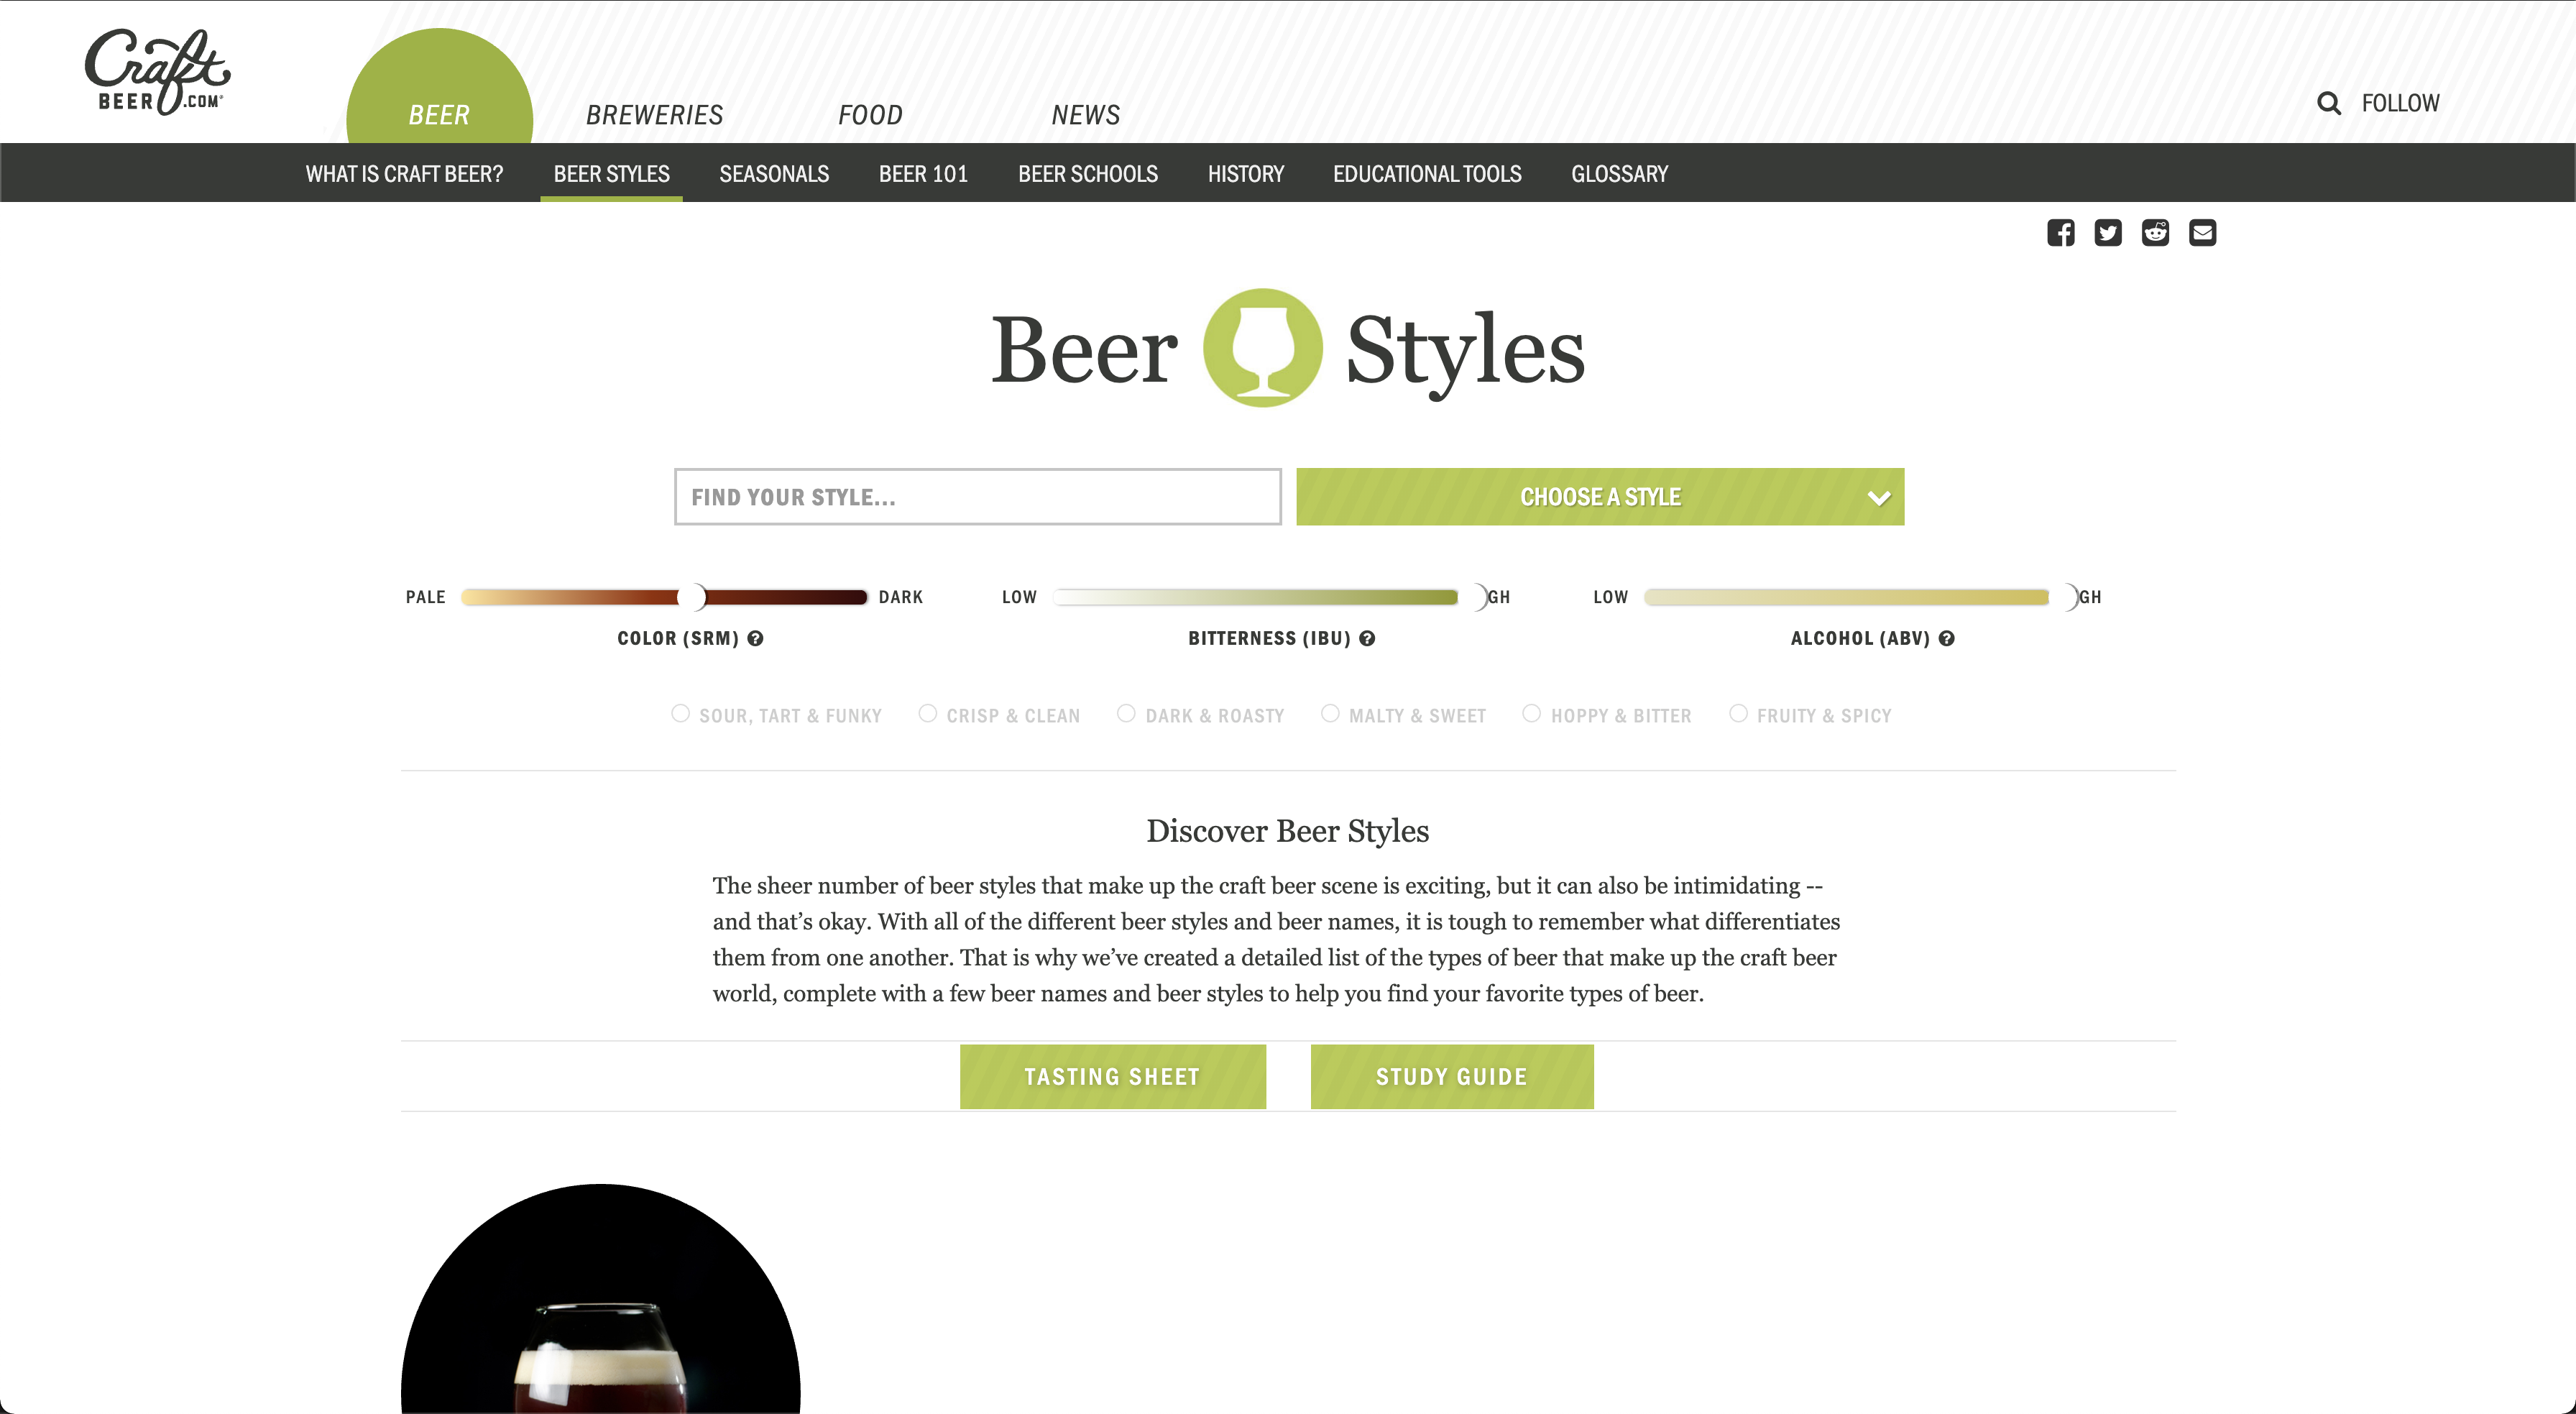 Craft
BEER .COM
BEER
BREWERIES
FOOD
NEWS
FOLLOW
WHAT IS CRAFT BEER?
BEER STYLES
SEASONALS
BEER 101
BEER SCHOOLS
HISTORY
EDUCATIONAL TOOLS
GLOSSARY
Beer Styles
FIND YOUR STYLE...
CHOOSE A STYLE
PALE
DARK
COLOR (SRM)
LOW
GH
BITTERNESS (IBU)
LOW
GH
ALCOHOL (ABV)
SOUR, TART & FUNKY
CRISP & CLEAN
DARK & ROASTY
MALTY & SWEET
HOPPY & BITTER
FRUITY & SPICY
Discover Beer Styles
The sheer number of beer styles that make up the craft beer scene is exciting, but it can also be intimidating --
and that’s okay. With all of the different beer styles and beer names, it is tough to remember what differentiates
them from one another. That is why we’ve created a detailed list of the types of beer that make up the craft beer
world, complete with a few beer names and beer styles to help you find your favorite types of beer.
TASTING SHEET
STUDY GUIDE